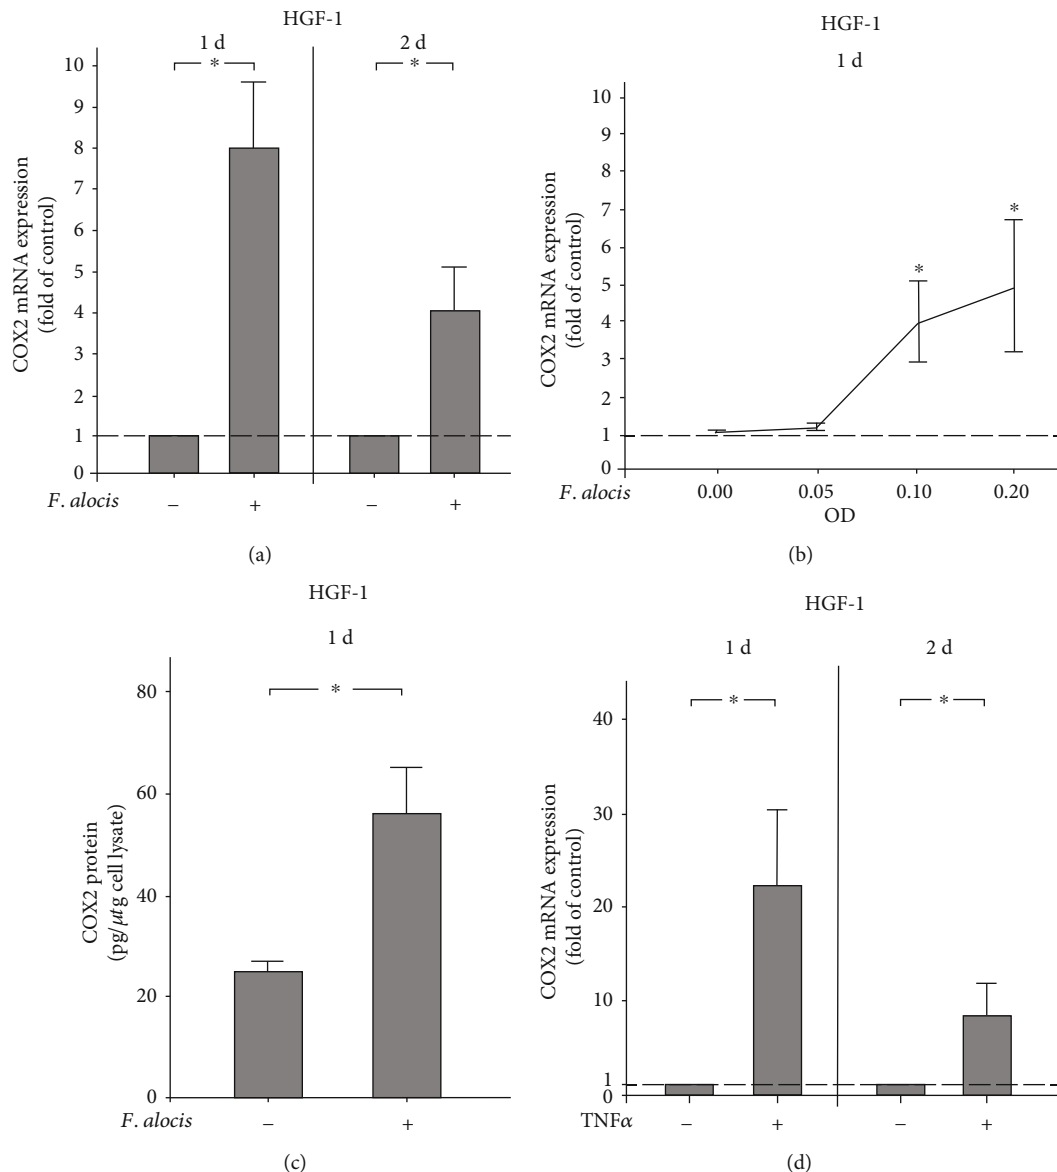 HGF-1
1 d
2 d
*
*
10
9
8
7
6
5
4
3
2
1
0
COX2 mRNA expression
(fold of control)
F. alocis
–
+
–
+
(a)
HGF-1
1 d
10
9
8
7
6
5
4
3
2
1
0
COX2 mRNA expression
(fold of control)
*
*
F. alocis
0.00
0.05
0.10
0.20
OD
(b)
HGF-1
1 d
*
80
60
40
20
0
COX2 protein
(pg/μtg cell lysate)
F. alocis
–
+
(c)
HGF-1
1 d
2 d
*
*
40
30
20
10
1
0
COX2 mRNA expression
(fold of control)
TNFα
–
+
–
+
(d)